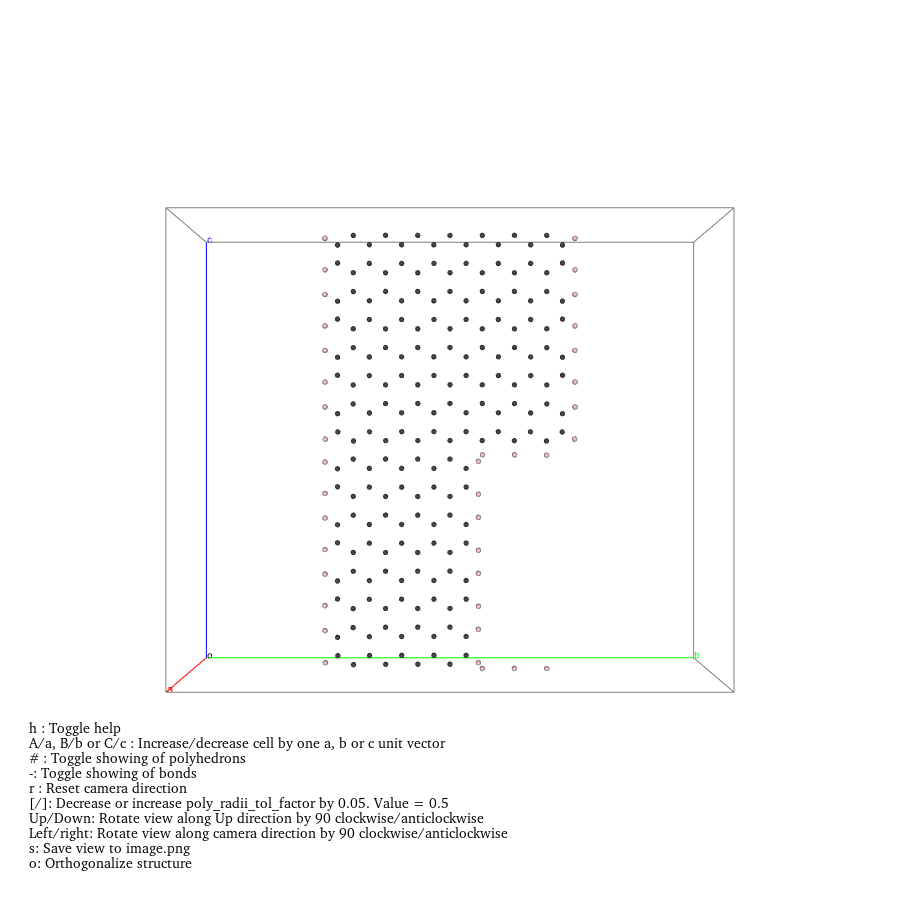 c
o
b
a
h : Toggle help
A/a, B/b or C/c : Increase/decrease cell by one a, b or c unit vector
# : Toggle showing of polyhedrons
-: Toggle showing of bonds
r : Reset camera direction
[/]: Decrease or increase poly_radii_tol_factor by 0.05. Value = 0.5
Up/Down: Rotate view along Up direction by 90 clockwise/anticlockwise
Left/right: Rotate view along camera direction by 90 clockwise/anticlockwise
s: Save view to image.png
o: Orthogonalize structure